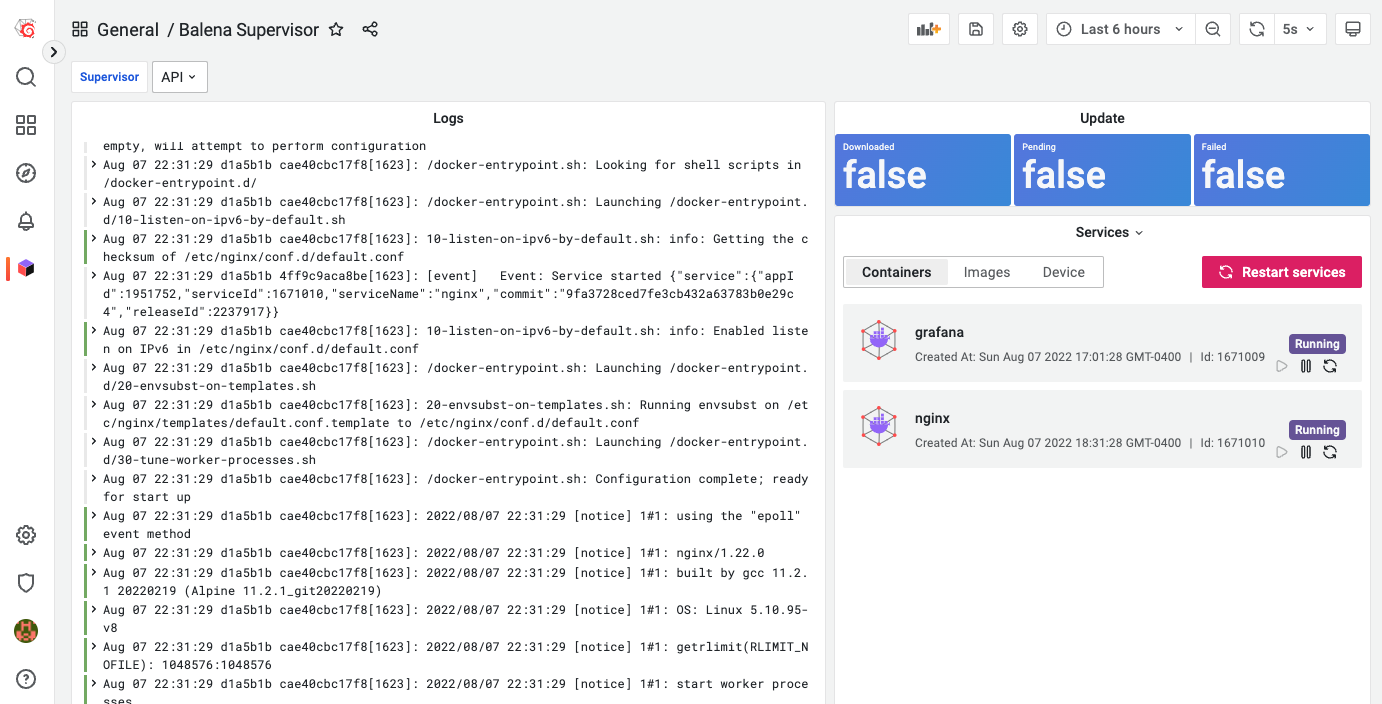 General / Balena Supervisor
Last 6 hours
5s
Supervisor
API
Logs
empty, will attempt to perform configuration
Aug 07 22:31:29 d1a5b1b cae40cbc17f8[1623]: /docker-entrypoint.sh: Looking for shell scripts in
/docker-entrypoint.d/
Aug 07 22:31:29 d1a5b1b cae40cbc17f8[1623]: /docker-entrypoint.sh: Launching /docker-entrypoint.
d/10-listen-on-ipv6-by-default.sh
Aug 07 22:31:29 d1a5b1b cae40cbc17f8[1623]: 10-listen-on-ipv6-by-default.sh: info: Getting the c
hecksum of /etc/nginx/conf.d/default.conf
Aug 07 22:31:29 d1a5b1b 4ff9c9aca8be[1623]: [event]   Event: Service started {"service":{"appI
d":1951752,"serviceId":1671010,"serviceName":"nginx","commit":"9fa3728ced7fe3cb432a63783b0e29c
4","releaseId":2237917}}
Aug 07 22:31:29 d1a5b1b cae40cbc17f8[1623]: 10-listen-on-ipv6-by-default.sh: info: Enabled liste
n on IPv6 in /etc/nginx/conf.d/default.conf
Aug 07 22:31:29 d1a5b1b cae40cbc17f8[1623]: /docker-entrypoint.sh: Launching /docker-entrypoint.
d/20-envsubst-on-templates.sh
Aug 07 22:31:29 d1a5b1b cae40cbc17f8[1623]: 20-envsubst-on-templates.sh: Running envsubst on /et
c/nginx/templates/default.conf.template to /etc/nginx/conf.d/default.conf
Aug 07 22:31:29 d1a5b1b cae40cbc17f8[1623]: /docker-entrypoint.sh: Launching /docker-entrypoint.
d/30-tune-worker-processes.sh
Aug 07 22:31:29 d1a5b1b cae40cbc17f8[1623]: /docker-entrypoint.sh: Configuration complete; ready
for start up
Aug 07 22:31:29 d1a5b1b cae40cbc17f8[1623]: 2022/08/07 22:31:29 [notice] 1#1: using the "epoll"
event method
Aug 07 22:31:29 d1a5b1b cae40cbc17f8[1623]: 2022/08/07 22:31:29 [notice] 1#1: nginx/1.22.0
Aug 07 22:31:29 d1a5b1b cae40cbc17f8[1623]: 2022/08/07 22:31:29 [notice] 1#1: built by gcc 11.2.
1 20220219 (Alpine 11.2.1_git20220219)
Aug 07 22:31:29 d1a5b1b cae40cbc17f8[1623]: 2022/08/07 22:31:29 [notice] 1#1: OS: Linux 5.10.95-
v8
Aug 07 22:31:29 d1a5b1b cae40cbc17f8[1623]: 2022/08/07 22:31:29 [notice] 1#1: getrlimit(RLIMIT_N
OFILE): 1048576:1048576
Aug 07 22:31:29 d1a5b1b cae40cbc17f8[1623]: 2022/08/07 22:31:29 [notice] 1#1: start worker proce
sses
Update
Downloaded
false
Pending
false
Failed
false
Services
Containers
Images
Device
Restart services
grafana
Created At: Sun Aug 07 2022 17:01:28 GMT-0400 | Id: 1671009
Running
nginx
Created At: Sun Aug 07 2022 18:31:28 GMT-0400 | Id: 1671010
Running